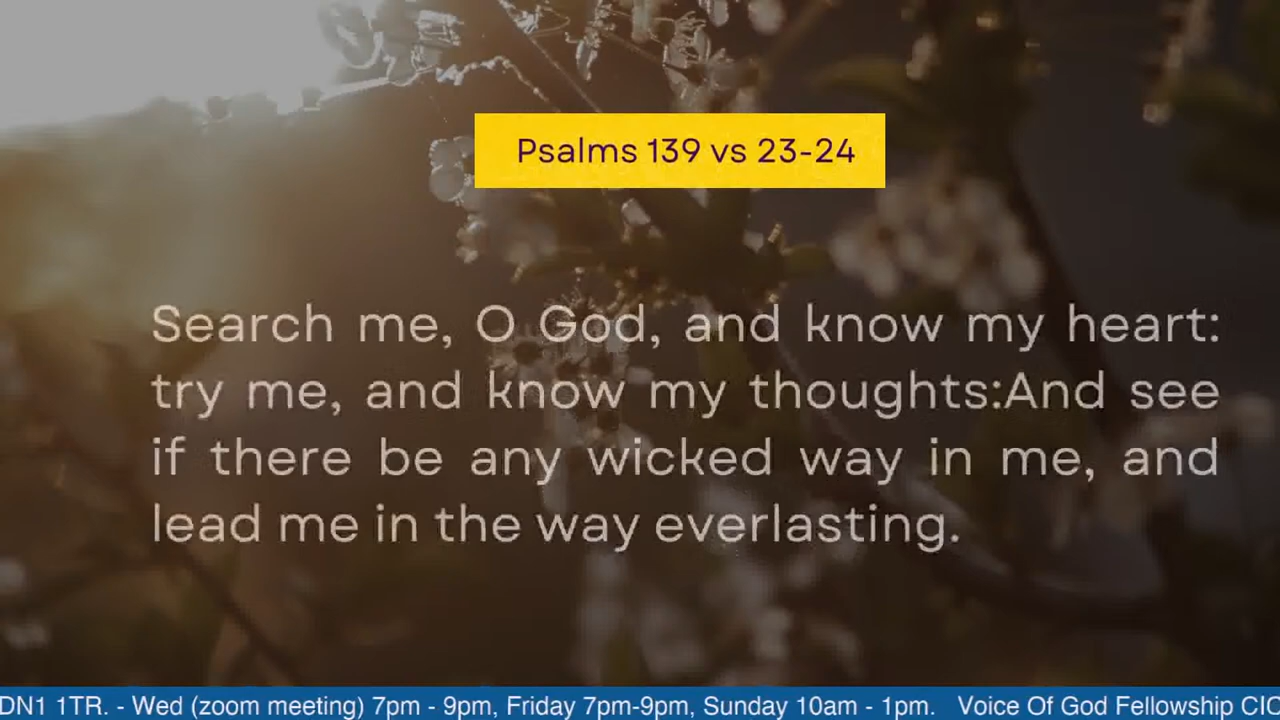 Psalms 139 vs 23-24
Search me, O God, and know my heart:
try me, and know my thoughts:And see
if there be any wicked way in me, and
lead me in the way everlasting.
DN1 1TR. - Wed (zoom meeting) 7pm - 9pm, Friday 7pm-9pm, Sunday 10am - 1pm. Voice Of God Fellowship CIC